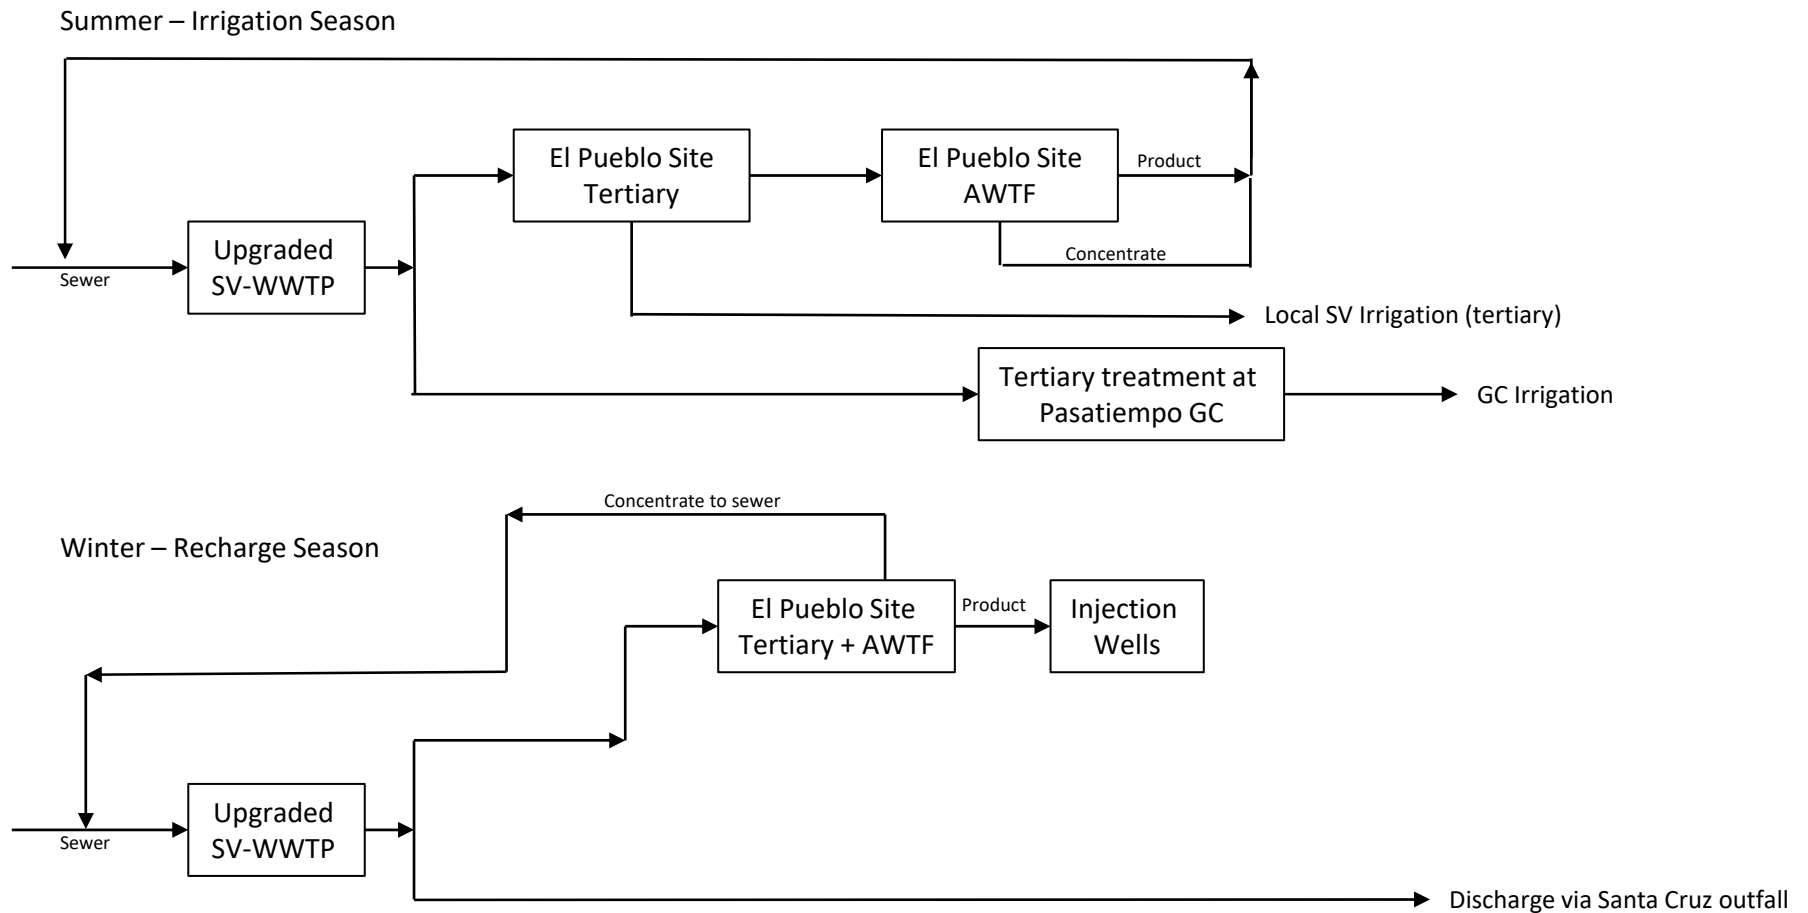 Summer – Irrigation Season
El Pueblo Site
Tertiary
El Pueblo Site
AWTF
Product
Concentrate
Upgraded
SV-WWTP
Sewer
Local SV Irrigation (tertiary)
Tertiary treatment at
Pasatiempo GC
GC Irrigation
Concentrate to sewer
Winter – Recharge Season
El Pueblo Site
Tertiary + AWTF
Product
Injection
Wells
Upgraded
SV-WWTP
Sewer
Discharge via Santa Cruz outfall